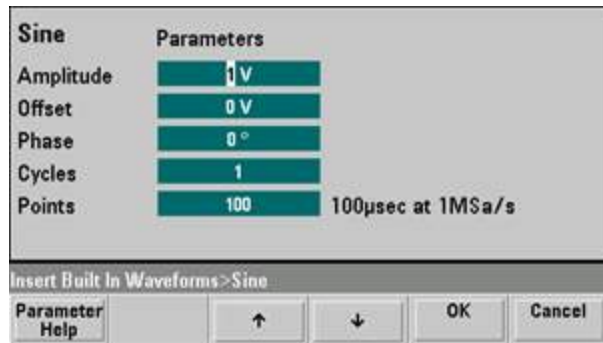 Sine Parameters
Amplitude 1 V
Offset 0 V
Phase 0 °
Cycles 1
Points 100 100µsec at 1MSa/s
Insert Built In Waveforms>Sine
Parameter Help ↑ ↓ OK Cancel